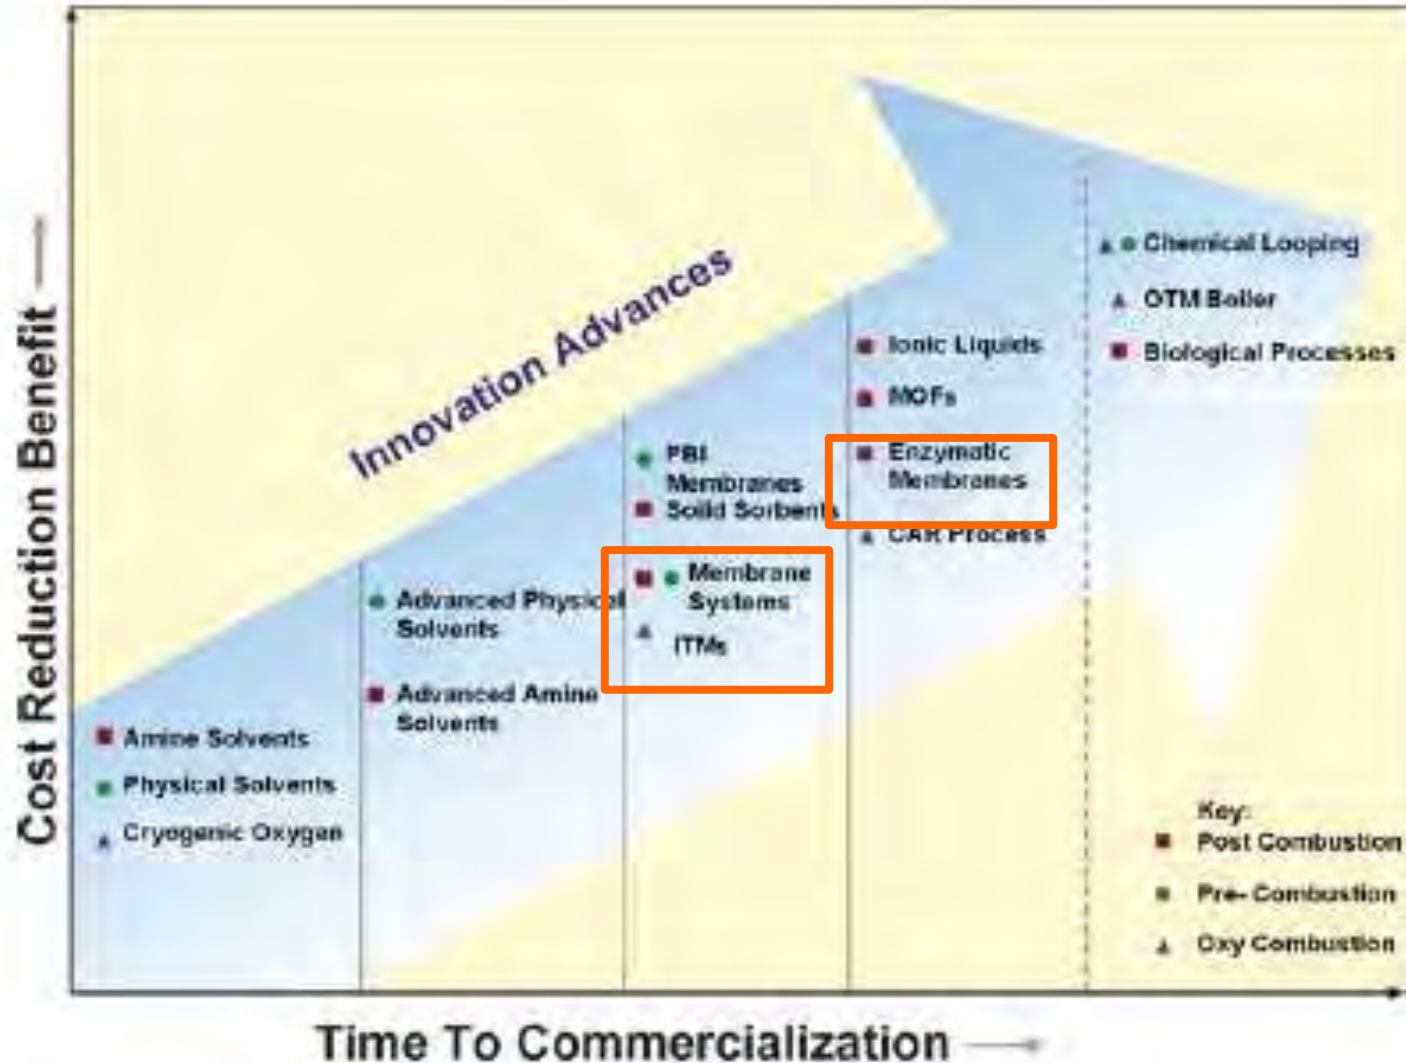 Cost Reduction Benefit
Innovation Advances
Amine Solvents
Physical Solvents
Cryogenic Oxygen
Advanced Physical
Solvents
Advanced Amine
Solvents
PBI
Membranes
Solid Sorbents
Membrane
Systems
ITMs
Ionic Liquids
MOFs
Enzymatic
Membranes
CAR Process
Chemical Looping
OTM Boiler
Biological Processes
Key:
Post Combustion
Pre- Combustion
Oxy Combustion
Time To Commercialization